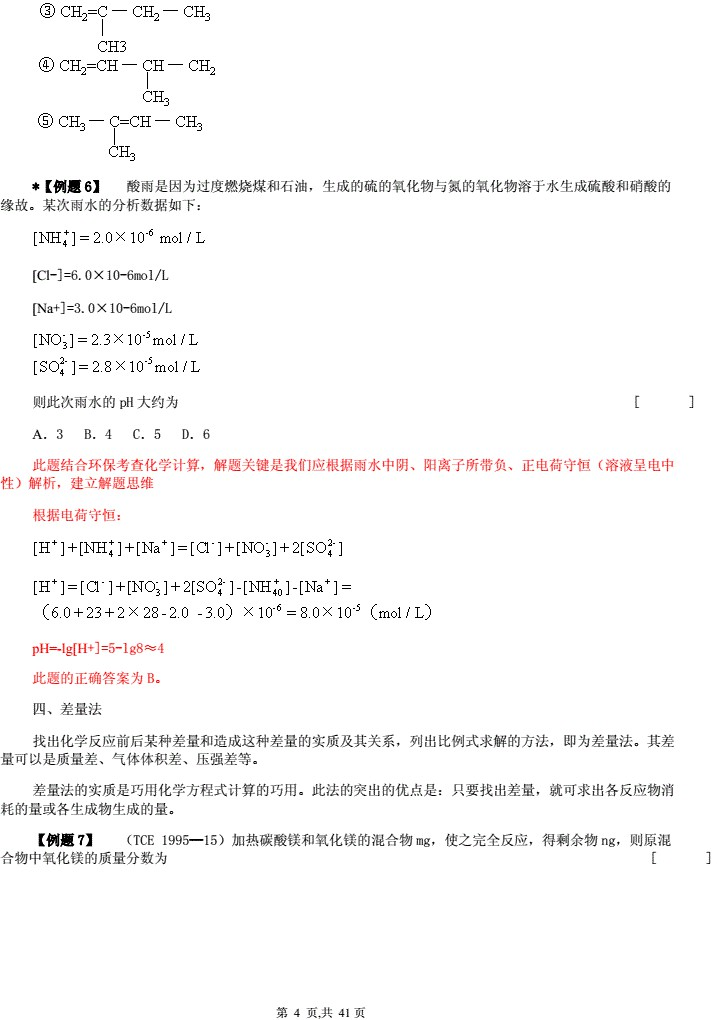 ③ CH₂=C — CH₂ — CH₃
CH3
④ CH₂=CH — CH — CH₂
CH₃
⑤ CH₃ — C=CH — CH₃
CH₃
*【例题6】 酸雨是因为过度燃烧煤和石油，生成的硫的氧化物与氮的氧化物溶于水生成硫酸和硝酸的
缘故。某次雨水的分析数据如下：
[NH₄⁺]=2.0×10⁻⁶ mol / L
[Cl-]=6.0×10-6mol/L
[Na+]=3.0×10-6mol/L
[NO₃⁻]=2.3×10⁻⁵mol / L
[SO₄²⁻]=2.8×10⁻⁵mol / L
则此次雨水的 pH 大约为 [ ]
A．3 B．4 C．5 D．6
此题结合环保考查化学计算，解题关键是我们应根据雨水中阴、阳离子所带负、正电荷守恒（溶液呈电中
性）解析，建立解题思维
根据电荷守恒：
[H⁺]+[NH₄⁺]+[Na⁺]=[Cl⁻]+[NO₃⁻]+2[SO₄²⁻]
[H⁺]=[Cl⁻]+[NO₃⁻]+2[SO₄²⁻]-[NH₄₀⁺]-[Na⁺]=
（6.0+23+2×28-2.0 -3.0）×10⁻⁶=8.0×10⁻⁵（mol / L）
pH=-lg[H+]=5-lg8≈4
此题的正确答案为 B。
四、差量法
找出化学反应前后某种差量和造成这种差量的实质及其关系，列出比例式求解的方法，即为差量法。其差
量可以是质量差、气体体积差、压强差等。
差量法的实质是巧用化学方程式计算的巧用。此法的突出的优点是：只要找出差量，就可求出各反应物消
耗的量或各生成物生成的量。
【例题7】 （TCE 1995─15）加热碳酸镁和氧化镁的混合物 mg，使之完全反应，得剩余物 ng，则原混
合物中氧化镁的质量分数为 [ ]
第 4 页,共 41 页